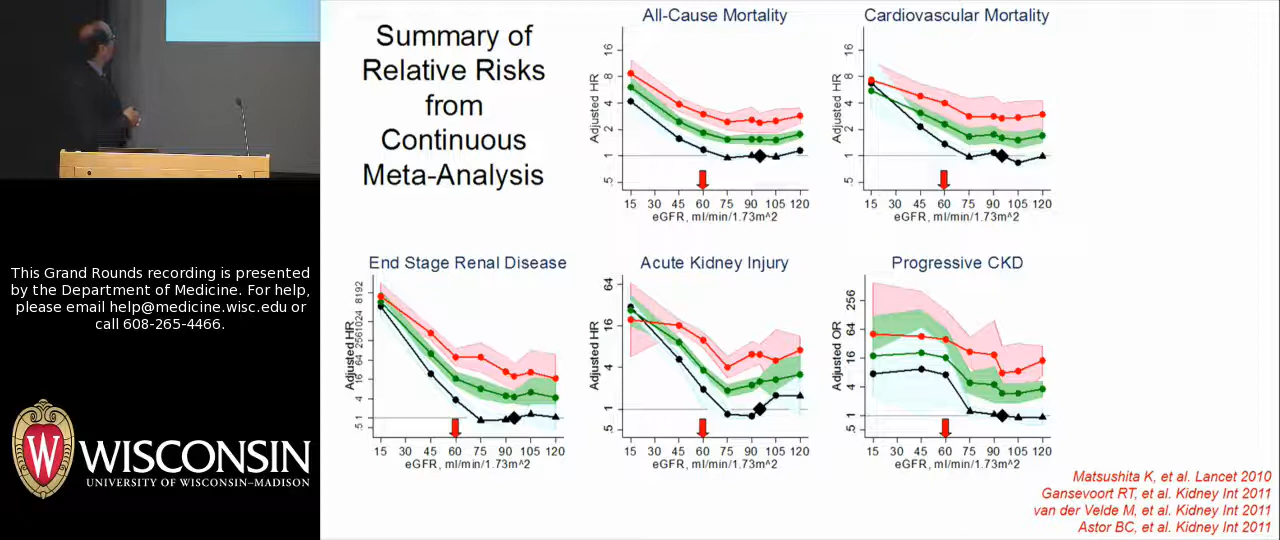 Summary of
Relative Risks
from
Continuous
Meta-Analysis
All-Cause Mortality
Adjusted HR
16
8
4
2
1
.5
15 30 45 60 75 90 105 120
eGFR, ml/min/1.73m^2
Cardiovascular Mortality
Adjusted HR
16
8
4
2
1
.5
15 30 45 60 75 90 105 120
eGFR, ml/min/1.73m^2
This Grand Rounds recording is presented
by the Department of Medicine. For help,
please email help@medicine.wisc.edu or
call 608-265-4466.
W
WISCONSIN
UNIVERSITY OF WISCONSIN–MADISON
End Stage Renal Disease
Adjusted HR
8192
1024
256
64
16
4
1
.5
15 30 45 60 75 90 105 120
eGFR, ml/min/1.73m^2
Acute Kidney Injury
Adjusted HR
64
16
4
1
.5
15 30 45 60 75 90 105 120
eGFR, ml/min/1.73m^2
Progressive CKD
Adjusted OR
256
64
16
4
1
.5
15 30 45 60 75 90 105 120
eGFR, ml/min/1.73m^2
Matsushita K, et al. Lancet 2010
Gansevoort RT, et al. Kidney Int 2011
van der Velde M, et al. Kidney Int 2011
Astor BC, et al. Kidney Int 2011